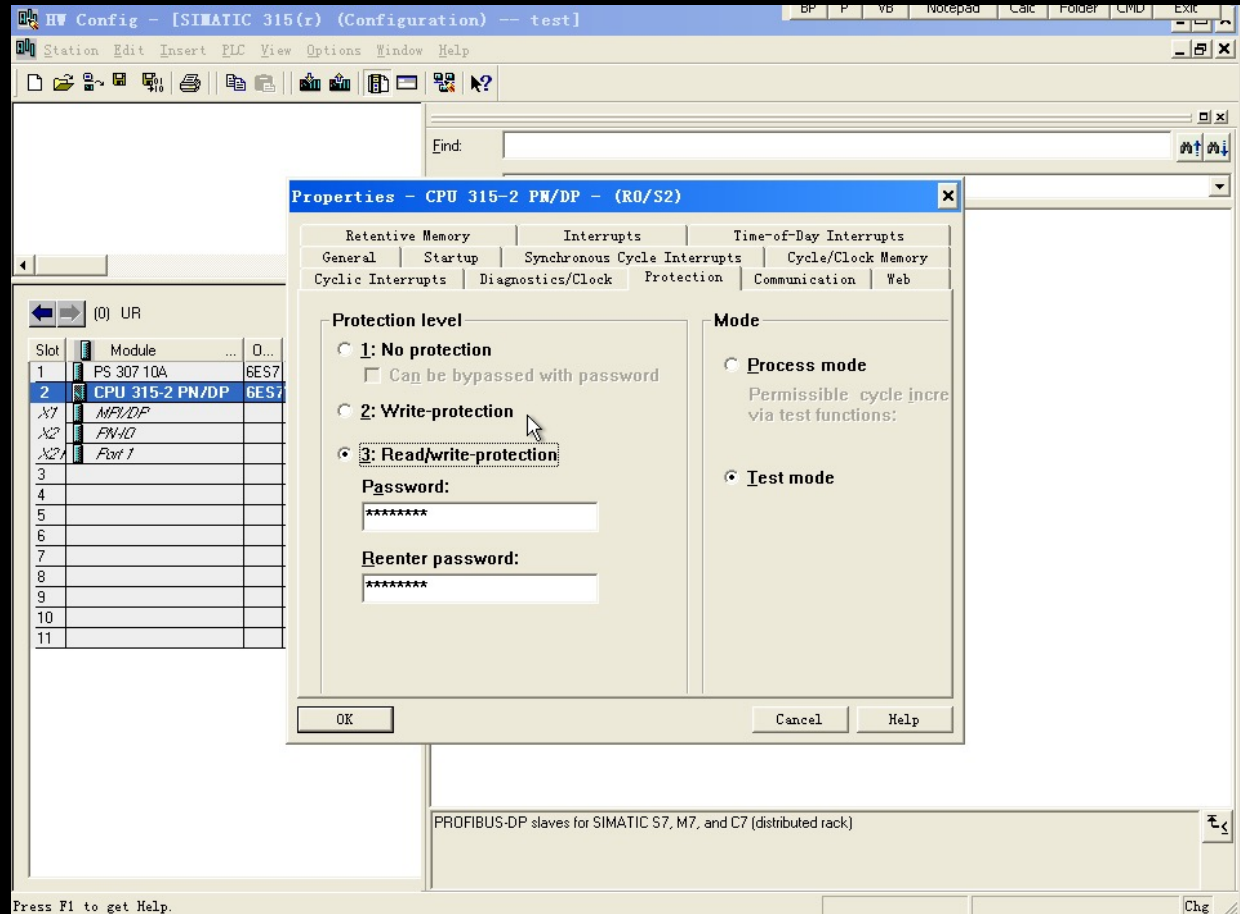 HW Config - [SIMATIC 315(r) (Configuration) -- test]
BP P VB Notepad Calc Folder CMD Exit
Station Edit Insert PLC View Options Window Help
Find:
Properties - CPU 315-2 PN/DP - (R0/S2)
Retentive Memory Interrupts Time-of-Day Interrupts
General Startup Synchronous Cycle Interrupts Cycle/Clock Memory
Cyclic Interrupts Diagnostics/Clock Protection Communication Web
(0) UR
Slot Module ... O...
1 PS 307 10A 6ES7
2 CPU 315-2 PN/DP 6ES7
X1 MPI/DP
X2 PN-IO
X2 Port 1
3
4
5
6
7
8
9
10
11
Protection level
1: No protection
Can be bypassed with password
2: Write-protection
3: Read/write-protection
Password:
********
Reenter password:
********
Mode
Process mode
Permissible cycle incre
via test functions:
Test mode
OK Cancel Help
PROFIBUS-DP slaves for SIMATIC S7, M7, and C7 (distributed rack)
Press F1 to get Help.
Chg